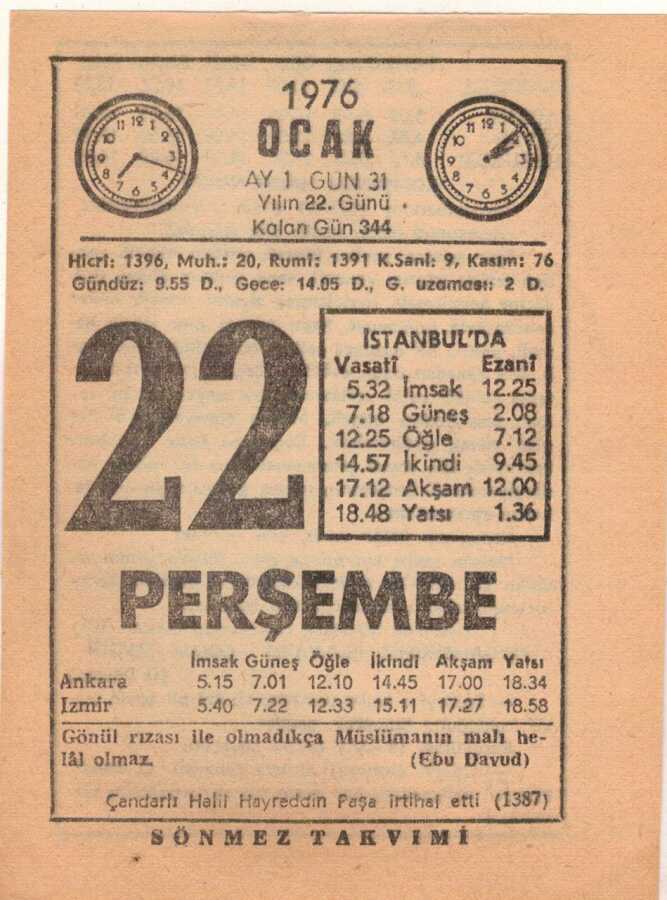 1976
OCAK
AY 1 GÜN 31
Yılın 22. Günü
Kalan Gün 344
Hicrî: 1396, Muh.: 20, Rumî: 1391 K.Sani: 9, Kasım: 76
Gündüz: 9.55 D., Gece: 14.05 D., G. uzaması: 2 D.
22
İSTANBUL'DA
Vasatî Ezanî
5.32 İmsak 12.25
7.18 Güneş 2.08
12.25 Öğle 7.12
14.57 İkindi 9.45
17.12 Akşam 12.00
18.48 Yatsı 1.36
PERŞEMBE
İmsak Güneş Öğle İkindi Akşam Yatsı
Ankara 5.15 7.01 12.10 14.45 17.00 18.34
Izmir 5.40 7.22 12.33 15.11 17.27 18.58
Gönül rızası ile olmadıkça Müslümanın malı he-
lâl olmaz. (Ebu Davud)
Çandarlı Halil Hayreddin Paşa irtihal etti (1387)
SÖNMEZ TAKVİMİ